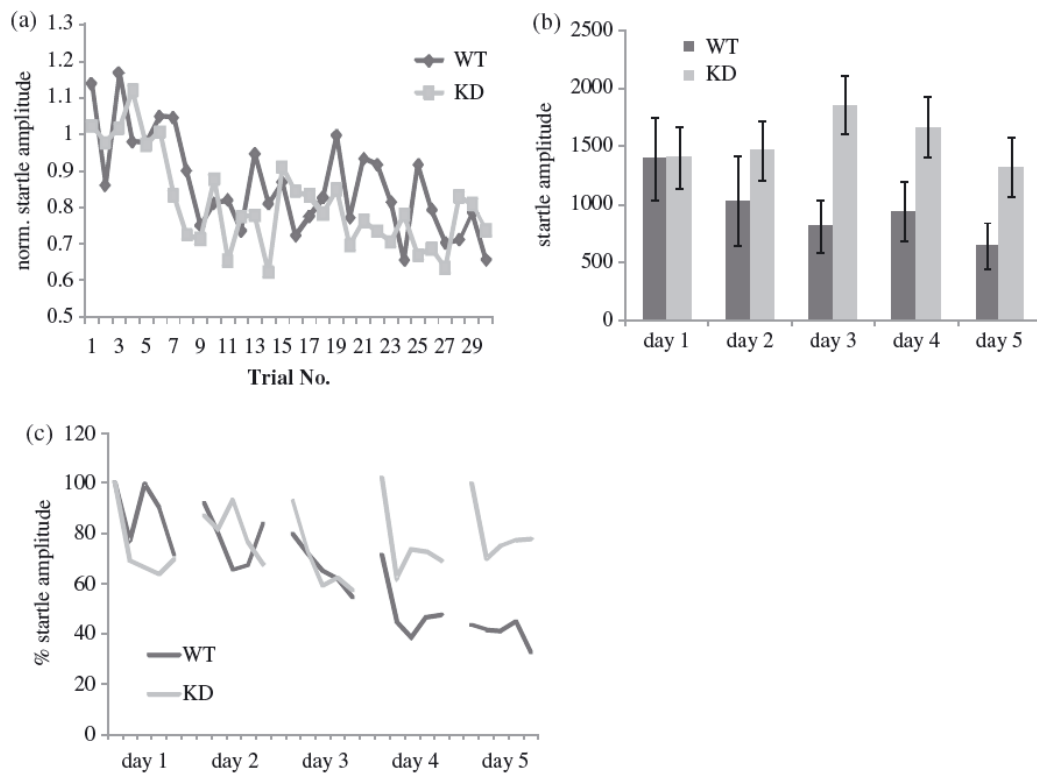 (a)
norm. startle amplitude
1.3
1.2
1.1
1
0.9
0.8
0.7
0.6
0.5
WT
KD
1 3 5 7 9 11 13 15 17 19 21 23 25 27 29
Trial No.
(b)
startle amplitude
2500
2000
1500
1000
500
0
WT
KD
day 1 day 2 day 3 day 4 day 5
(c)
% startle amplitude
120
100
80
60
40
20
0
WT
KD
day 1 day 2 day 3 day 4 day 5